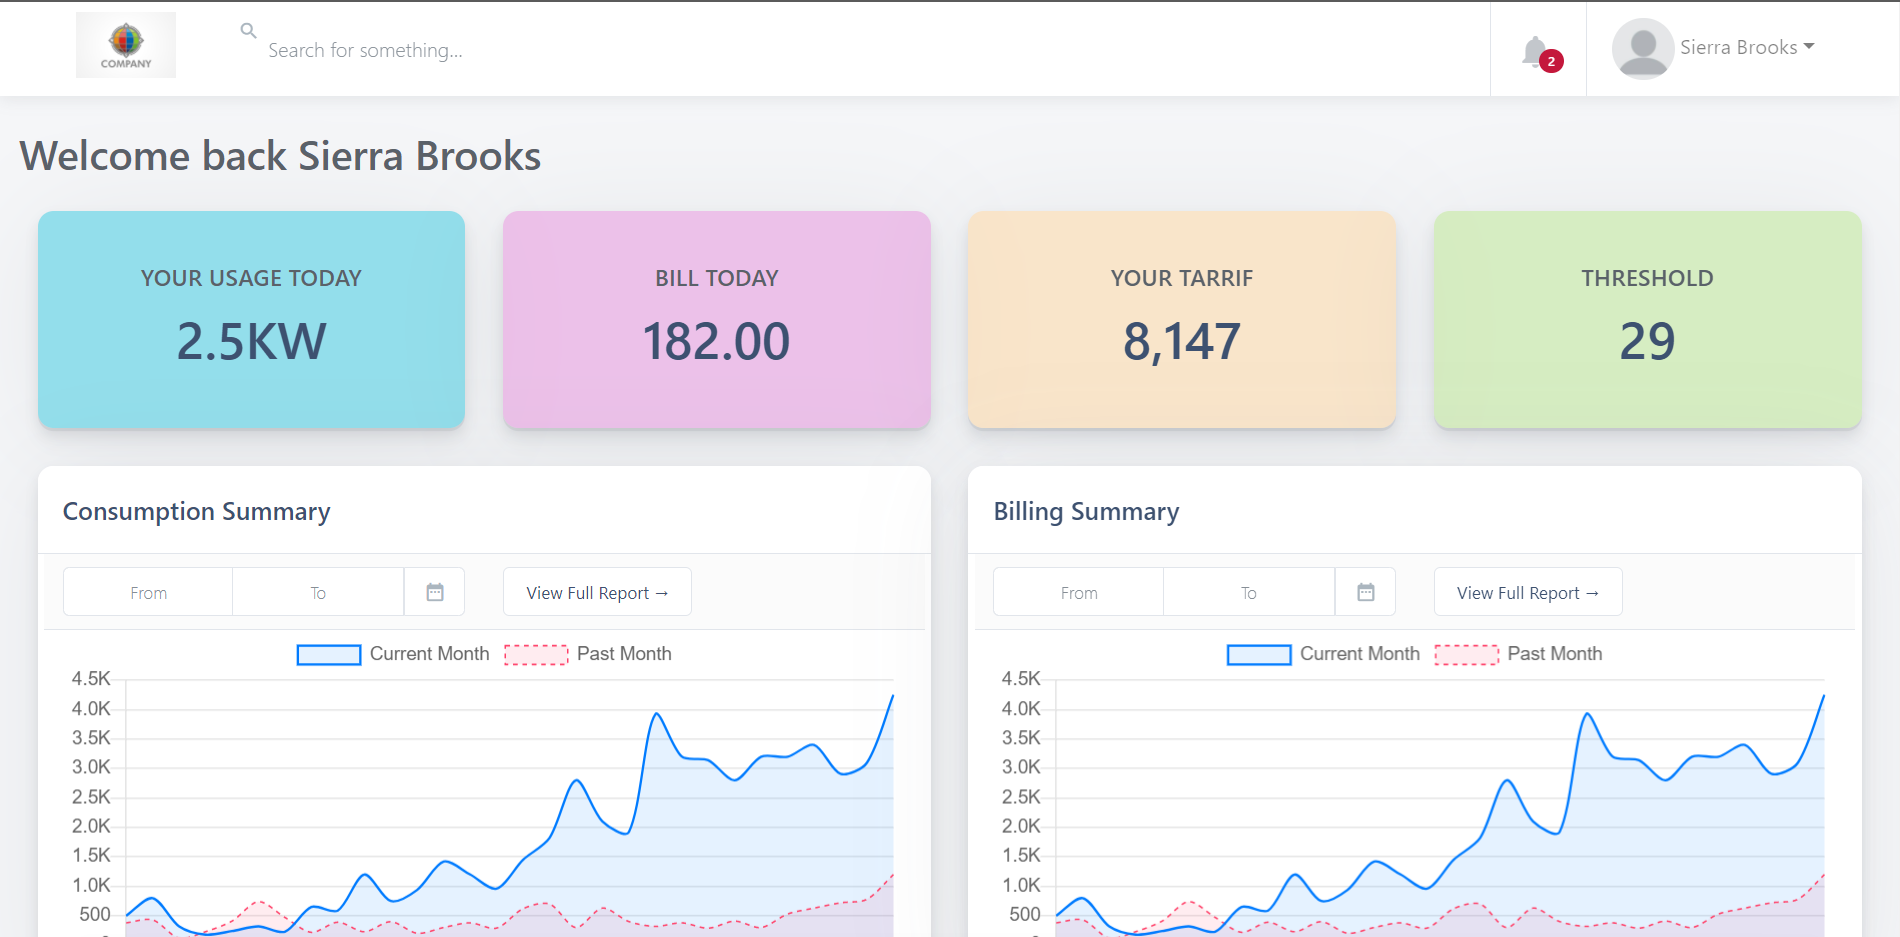 COMPANY
Search for something...
2
Sierra Brooks
Welcome back Sierra Brooks
YOUR USAGE TODAY
2.5KW
BILL TODAY
182.00
YOUR TARRIF
8,147
THRESHOLD
29
Consumption Summary
From To View Full Report →
Current Month Past Month
4.5K
4.0K
3.5K
3.0K
2.5K
2.0K
1.5K
1.0K
500
Billing Summary
From To View Full Report →
Current Month Past Month
4.5K
4.0K
3.5K
3.0K
2.5K
2.0K
1.5K
1.0K
500